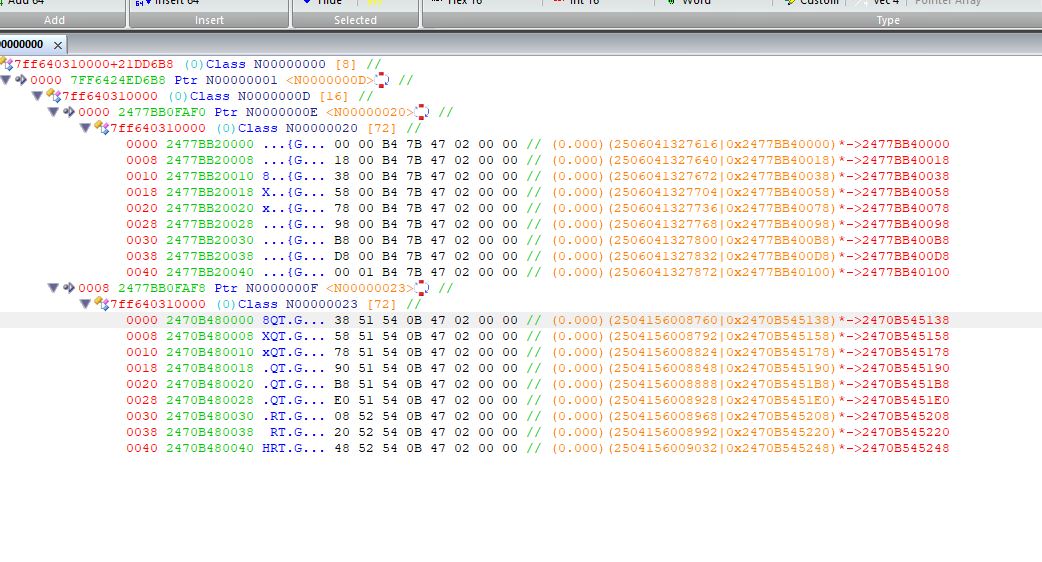 Add 64 Insert 64 Hide Hex 16 Int 16 Word Custom Vec 4 Pointer Array
Add Insert Selected Type
00000000 ×
7ff640310000+21DD6B8 (0)Class N00000000 [8] //
0000 7FF6424ED6B8 Ptr N00000001 <N0000000D> //
7ff640310000 (0)Class N0000000D [16] //
0000 2477BB0FAF0 Ptr N0000000E <N00000020> //
7ff640310000 (0)Class N00000020 [72] //
0000 2477BB20000 ...{G... 00 00 B4 7B 47 02 00 00 // (0.000)(2506041327616|0x2477BB40000)*->2477BB40000
0008 2477BB20008 ...{G... 18 00 B4 7B 47 02 00 00 // (0.000)(2506041327640|0x2477BB40018)*->2477BB40018
0010 2477BB20010 8..{G... 38 00 B4 7B 47 02 00 00 // (0.000)(2506041327672|0x2477BB40038)*->2477BB40038
0018 2477BB20018 X..{G... 58 00 B4 7B 47 02 00 00 // (0.000)(2506041327704|0x2477BB40058)*->2477BB40058
0020 2477BB20020 x..{G... 78 00 B4 7B 47 02 00 00 // (0.000)(2506041327736|0x2477BB40078)*->2477BB40078
0028 2477BB20028 ...{G... 98 00 B4 7B 47 02 00 00 // (0.000)(2506041327768|0x2477BB40098)*->2477BB40098
0030 2477BB20030 ...{G... B8 00 B4 7B 47 02 00 00 // (0.000)(2506041327800|0x2477BB400B8)*->2477BB400B8
0038 2477BB20038 ...{G... D8 00 B4 7B 47 02 00 00 // (0.000)(2506041327832|0x2477BB400D8)*->2477BB400D8
0040 2477BB20040 ...{G... 00 01 B4 7B 47 02 00 00 // (0.000)(2506041327872|0x2477BB40100)*->2477BB40100
0008 2477BB0FAF8 Ptr N0000000F <N00000023> //
7ff640310000 (0)Class N00000023 [72] //
0000 2470B480000 8QT.G... 38 51 54 0B 47 02 00 00 // (0.000)(2504156008760|0x2470B545138)*->2470B545138
0008 2470B480008 XQT.G... 58 51 54 0B 47 02 00 00 // (0.000)(2504156008792|0x2470B545158)*->2470B545158
0010 2470B480010 xQT.G... 78 51 54 0B 47 02 00 00 // (0.000)(2504156008824|0x2470B545178)*->2470B545178
0018 2470B480018 .QT.G... 90 51 54 0B 47 02 00 00 // (0.000)(2504156008848|0x2470B545190)*->2470B545190
0020 2470B480020 .QT.G... B8 51 54 0B 47 02 00 00 // (0.000)(2504156008888|0x2470B5451B8)*->2470B5451B8
0028 2470B480028 .QT.G... E0 51 54 0B 47 02 00 00 // (0.000)(2504156008928|0x2470B5451E0)*->2470B5451E0
0030 2470B480030 .RT.G... 08 52 54 0B 47 02 00 00 // (0.000)(2504156008968|0x2470B545208)*->2470B545208
0038 2470B480038 RT.G... 20 52 54 0B 47 02 00 00 // (0.000)(2504156008992|0x2470B545220)*->2470B545220
0040 2470B480040 HRT.G... 48 52 54 0B 47 02 00 00 // (0.000)(2504156009032|0x2470B545248)*->2470B545248